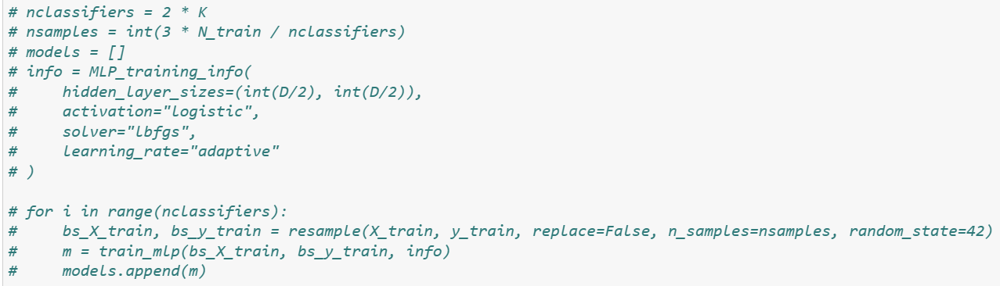 # nclassifiers = 2 * K
# nsamples = int(3 * N_train / nclassifiers)
# models = []
# info = MLP_training_info(
#     hidden_layer_sizes=(int(D/2), int(D/2)),
#     activation="logistic",
#     solver="lbfgs",
#     learning_rate="adaptive"
# )

# for i in range(nclassifiers):
#     bs_X_train, bs_y_train = resample(X_train, y_train, replace=False, n_samples=nsamples, random_state=42)
#     m = train_mlp(bs_X_train, bs_y_train, info)
#     models.append(m)